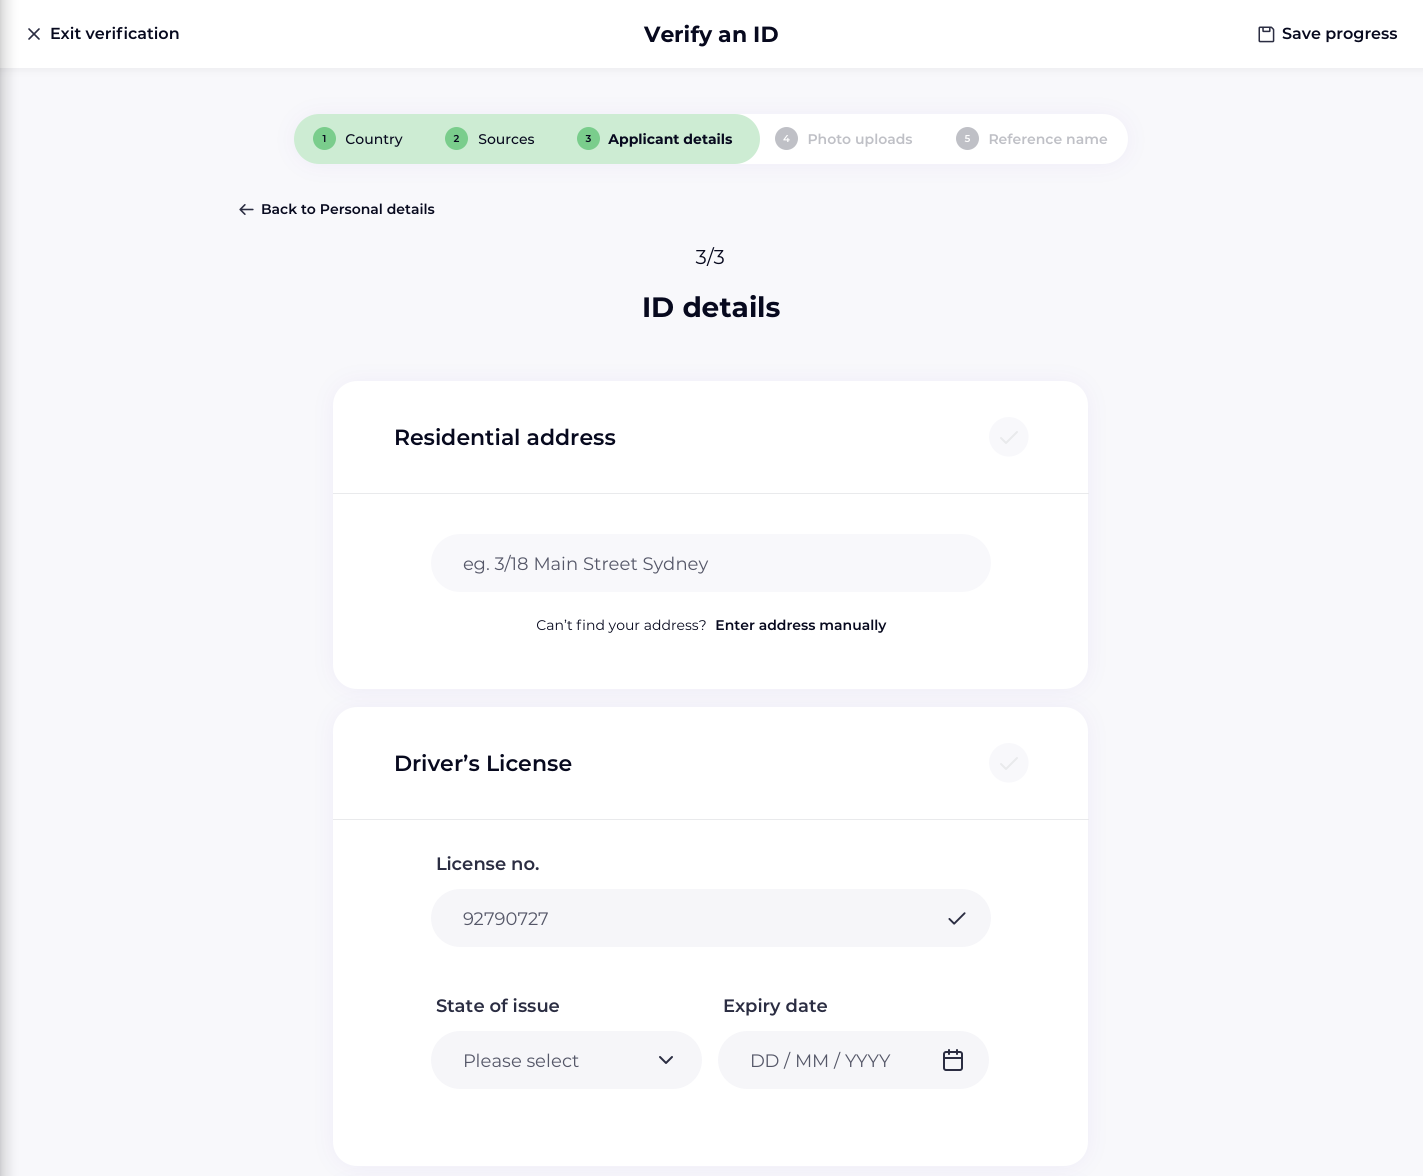 Exit verification
Verify an ID
Save progress
1 Country
2 Sources
3 Applicant details
4 Photo uploads
5 Reference name
Back to Personal details
3/3
ID details
Residential address
eg. 3/18 Main Street Sydney
Can't find your address? Enter address manually
Driver’s License
License no.
92790727
State of issue
Expiry date
Please select
DD / MM / YYYY